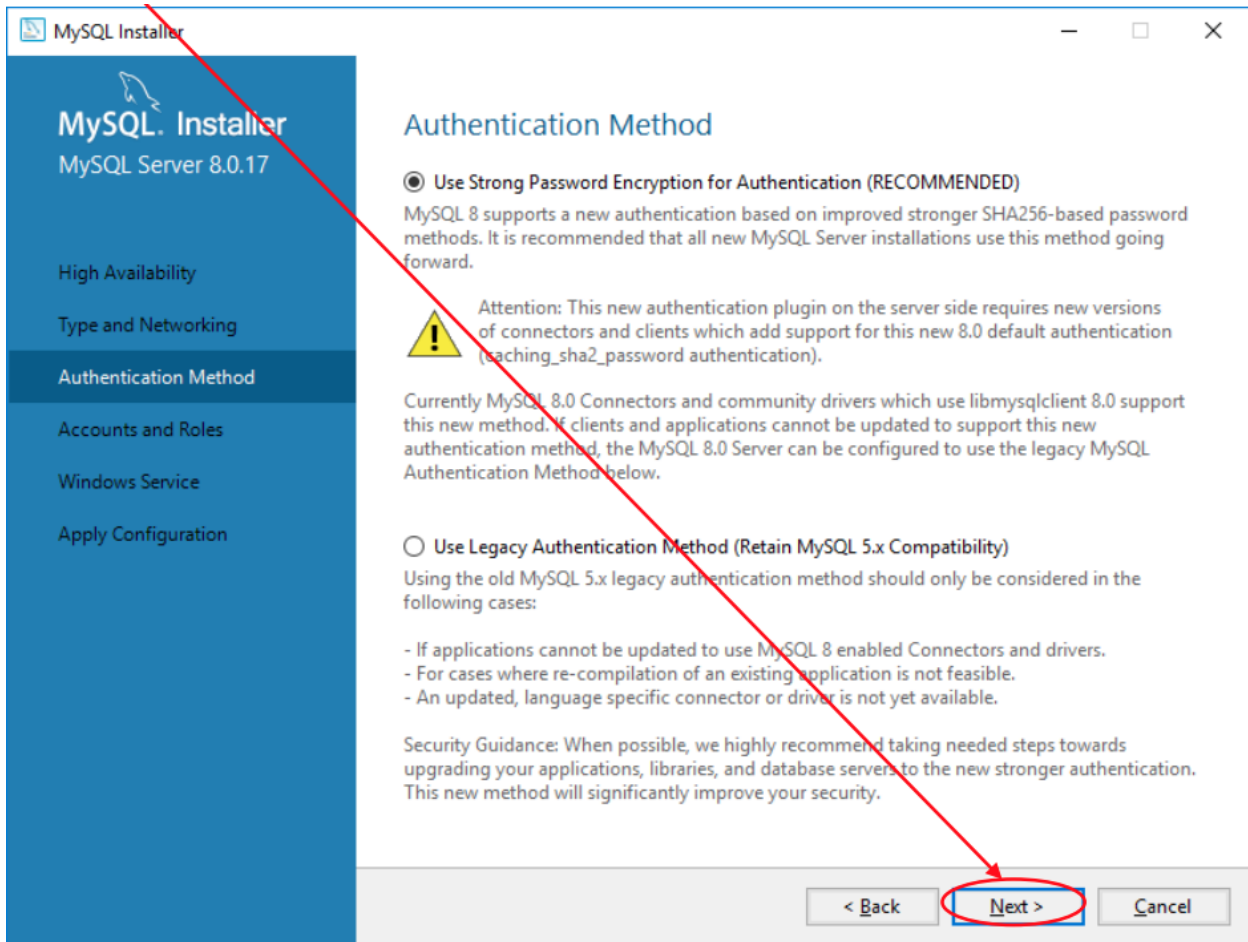 MySQL Installer
MySQL. Installer
MySQL Server 8.0.17
High Availability
Type and Networking
Authentication Method
Accounts and Roles
Windows Service
Apply Configuration
Authentication Method
Use Strong Password Encryption for Authentication (RECOMMENDED)
MySQL 8 supports a new authentication based on improved stronger SHA256-based password
methods. It is recommended that all new MySQL Server installations use this method going
forward.
Attention: This new authentication plugin on the server side requires new versions
of connectors and clients which add support for this new 8.0 default authentication
(caching_sha2_password authentication).
Currently MySQL 8.0 Connectors and community drivers which use libmysqlclient 8.0 support
this new method. If clients and applications cannot be updated to support this new
authentication method, the MySQL 8.0 Server can be configured to use the legacy MySQL
Authentication Method below.
Use Legacy Authentication Method (Retain MySQL 5.x Compatibility)
Using the old MySQL 5.x legacy authentication method should only be considered in the
following cases:
- If applications cannot be updated to use MySQL 8 enabled Connectors and drivers.
- For cases where re-compilation of an existing application is not feasible.
- An updated, language specific connector or driver is not yet available.
Security Guidance: When possible, we highly recommend taking needed steps towards
upgrading your applications, libraries, and database servers to the new stronger authentication.
This new method will significantly improve your security.
< Back
Next >
Cancel